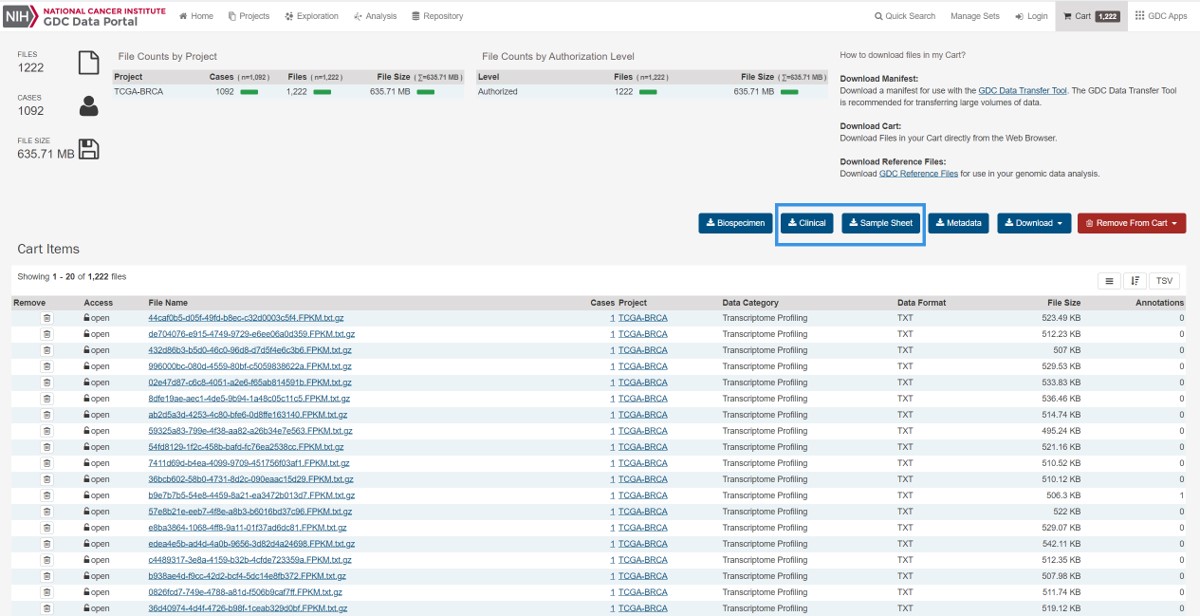 NIH NATIONAL CANCER INSTITUTE
GDC Data Portal
Home Projects Exploration Analysis Repository
Quick Search Manage Sets Login Cart 1,222 GDC Apps
FILES
1222
CASES
1092
FILE SIZE
635.71 MB
File Counts by Project
Project Cases (n=1,092) Files (n=1,222) File Size (∑=635.71 MB)
TCGA-BRCA 1092 1,222 635.71 MB
File Counts by Authorization Level
Level Files (n=1,222) File Size (∑=635.71 MB)
Authorized 1222 635.71 MB
How to download files in my Cart?
Download Manifest:
Download a manifest for use with the GDC Data Transfer Tool. The GDC Data Transfer Tool
is recommended for transferring large volumes of data.
Download Cart:
Download Files in your Cart directly from the Web Browser.
Download Reference Files:
Download GDC Reference Files for use in your genomic data analysis.
Biospecimen Clinical Sample Sheet Metadata Download Remove From Cart
Cart Items
Showing 1 - 20 of 1,222 files
TSV
Remove Access File Name Cases Project Data Category Data Format File Size Annotations
open 44caf0b5-d05f-49fd-b8ec-c32d0003c5f4.FPKM.txt.gz 1 TCGA-BRCA Transcriptome Profiling TXT 523.49 KB 0
open de704076-e915-4749-9729-e6ee06a0d359.FPKM.txt.gz 1 TCGA-BRCA Transcriptome Profiling TXT 512.23 KB 0
open 432d86b3-b5d0-46c0-96d8-d7d5f4e6c3b6.FPKM.txt.gz 1 TCGA-BRCA Transcriptome Profiling TXT 507 KB 0
open 996000bc-080d-4559-80bf-c5059838622a.FPKM.txt.gz 1 TCGA-BRCA Transcriptome Profiling TXT 529.53 KB 0
open 02e47d87-c6c8-4051-a2e6-f65ab814591b.FPKM.txt.gz 1 TCGA-BRCA Transcriptome Profiling TXT 533.83 KB 0
open 8dfe19ae-aec1-4de5-9b94-1a48c05c11c5.FPKM.txt.gz 1 TCGA-BRCA Transcriptome Profiling TXT 536.46 KB 0
open ab2d5a3d-4253-4c80-bfe6-0d8ffe163140.FPKM.txt.gz 1 TCGA-BRCA Transcriptome Profiling TXT 514.74 KB 0
open 59325a83-799e-4f38-aa82-a26b34e7e563.FPKM.txt.gz 1 TCGA-BRCA Transcriptome Profiling TXT 495.24 KB 0
open 54fd8129-1f2c-458b-bafd-fc76ea2538cc.FPKM.txt.gz 1 TCGA-BRCA Transcriptome Profiling TXT 521.16 KB 0
open 7411d69d-b4ea-4099-9709-451756f03af1.FPKM.txt.gz 1 TCGA-BRCA Transcriptome Profiling TXT 510.52 KB 0
open 36bcb602-58b0-4731-8d2c-090eaac15d29.FPKM.txt.gz 1 TCGA-BRCA Transcriptome Profiling TXT 510.12 KB 0
open b9e7b7b5-54e8-4459-8a21-ea3472b013d7.FPKM.txt.gz 1 TCGA-BRCA Transcriptome Profiling TXT 506.3 KB 1
open 57e8b21e-eeb7-4f8e-a8b3-b6016bd37c96.FPKM.txt.gz 1 TCGA-BRCA Transcriptome Profiling TXT 522 KB 0
open e8ba3864-1068-4ff8-9a11-01f37ad6dc81.FPKM.txt.gz 1 TCGA-BRCA Transcriptome Profiling TXT 529.07 KB 0
open edea4e5b-ad4d-4a0b-9656-3d82d4a24698.FPKM.txt.gz 1 TCGA-BRCA Transcriptome Profiling TXT 542.11 KB 0
open c4489317-3e8a-4159-b32b-4cfde723359a.FPKM.txt.gz 1 TCGA-BRCA Transcriptome Profiling TXT 512.35 KB 0
open b938ae4d-f9cc-42d2-bcf4-5dc14e8fb372.FPKM.txt.gz 1 TCGA-BRCA Transcriptome Profiling TXT 507.98 KB 0
open 0826fcd7-749e-4788-a81d-f506b9caf7ff.FPKM.txt.gz 1 TCGA-BRCA Transcriptome Profiling TXT 511.74 KB 0
open 36d40974-4d4f-4726-b98f-1ceab329d0bf.FPKM.txt.gz 1 TCGA-BRCA Transcriptome Profiling TXT 519.12 KB 0